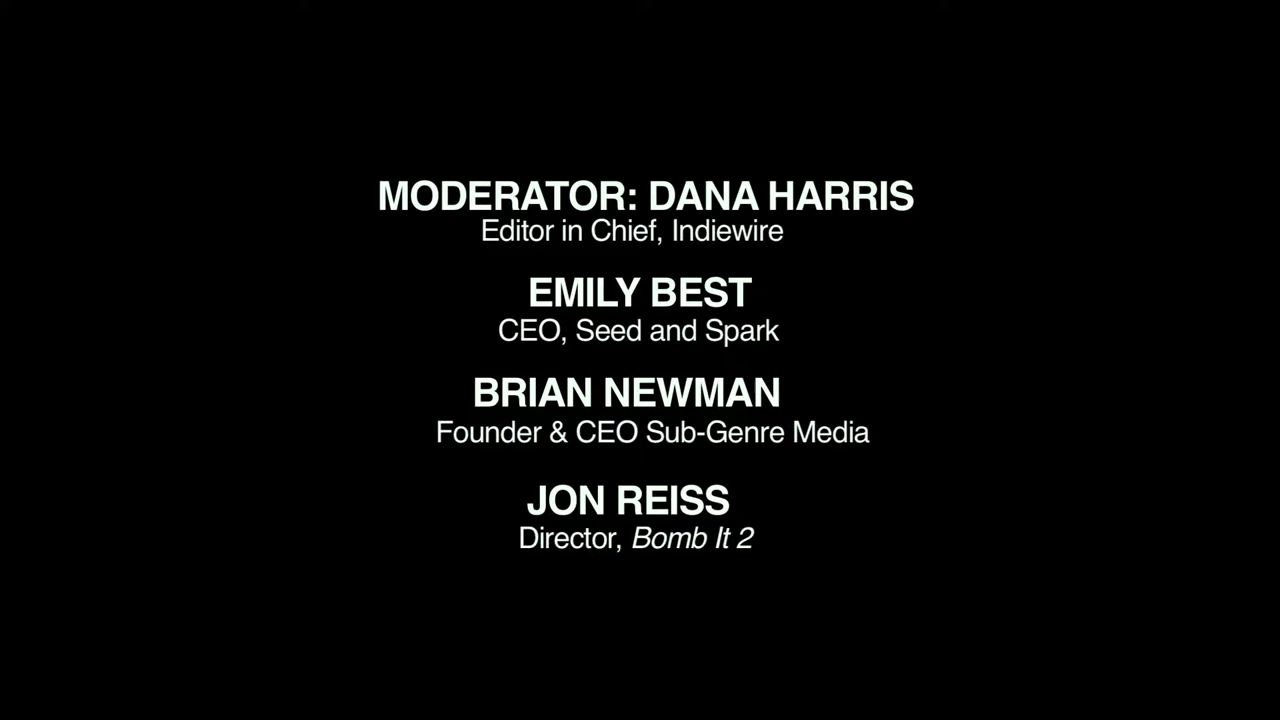 MODERATOR: DANA HARRIS
Editor in Chief, Indiewire
EMILY BEST
CEO, Seed and Spark
BRIAN NEWMAN
Founder & CEO Sub-Genre Media
JON REISS
Director, Bomb It 2